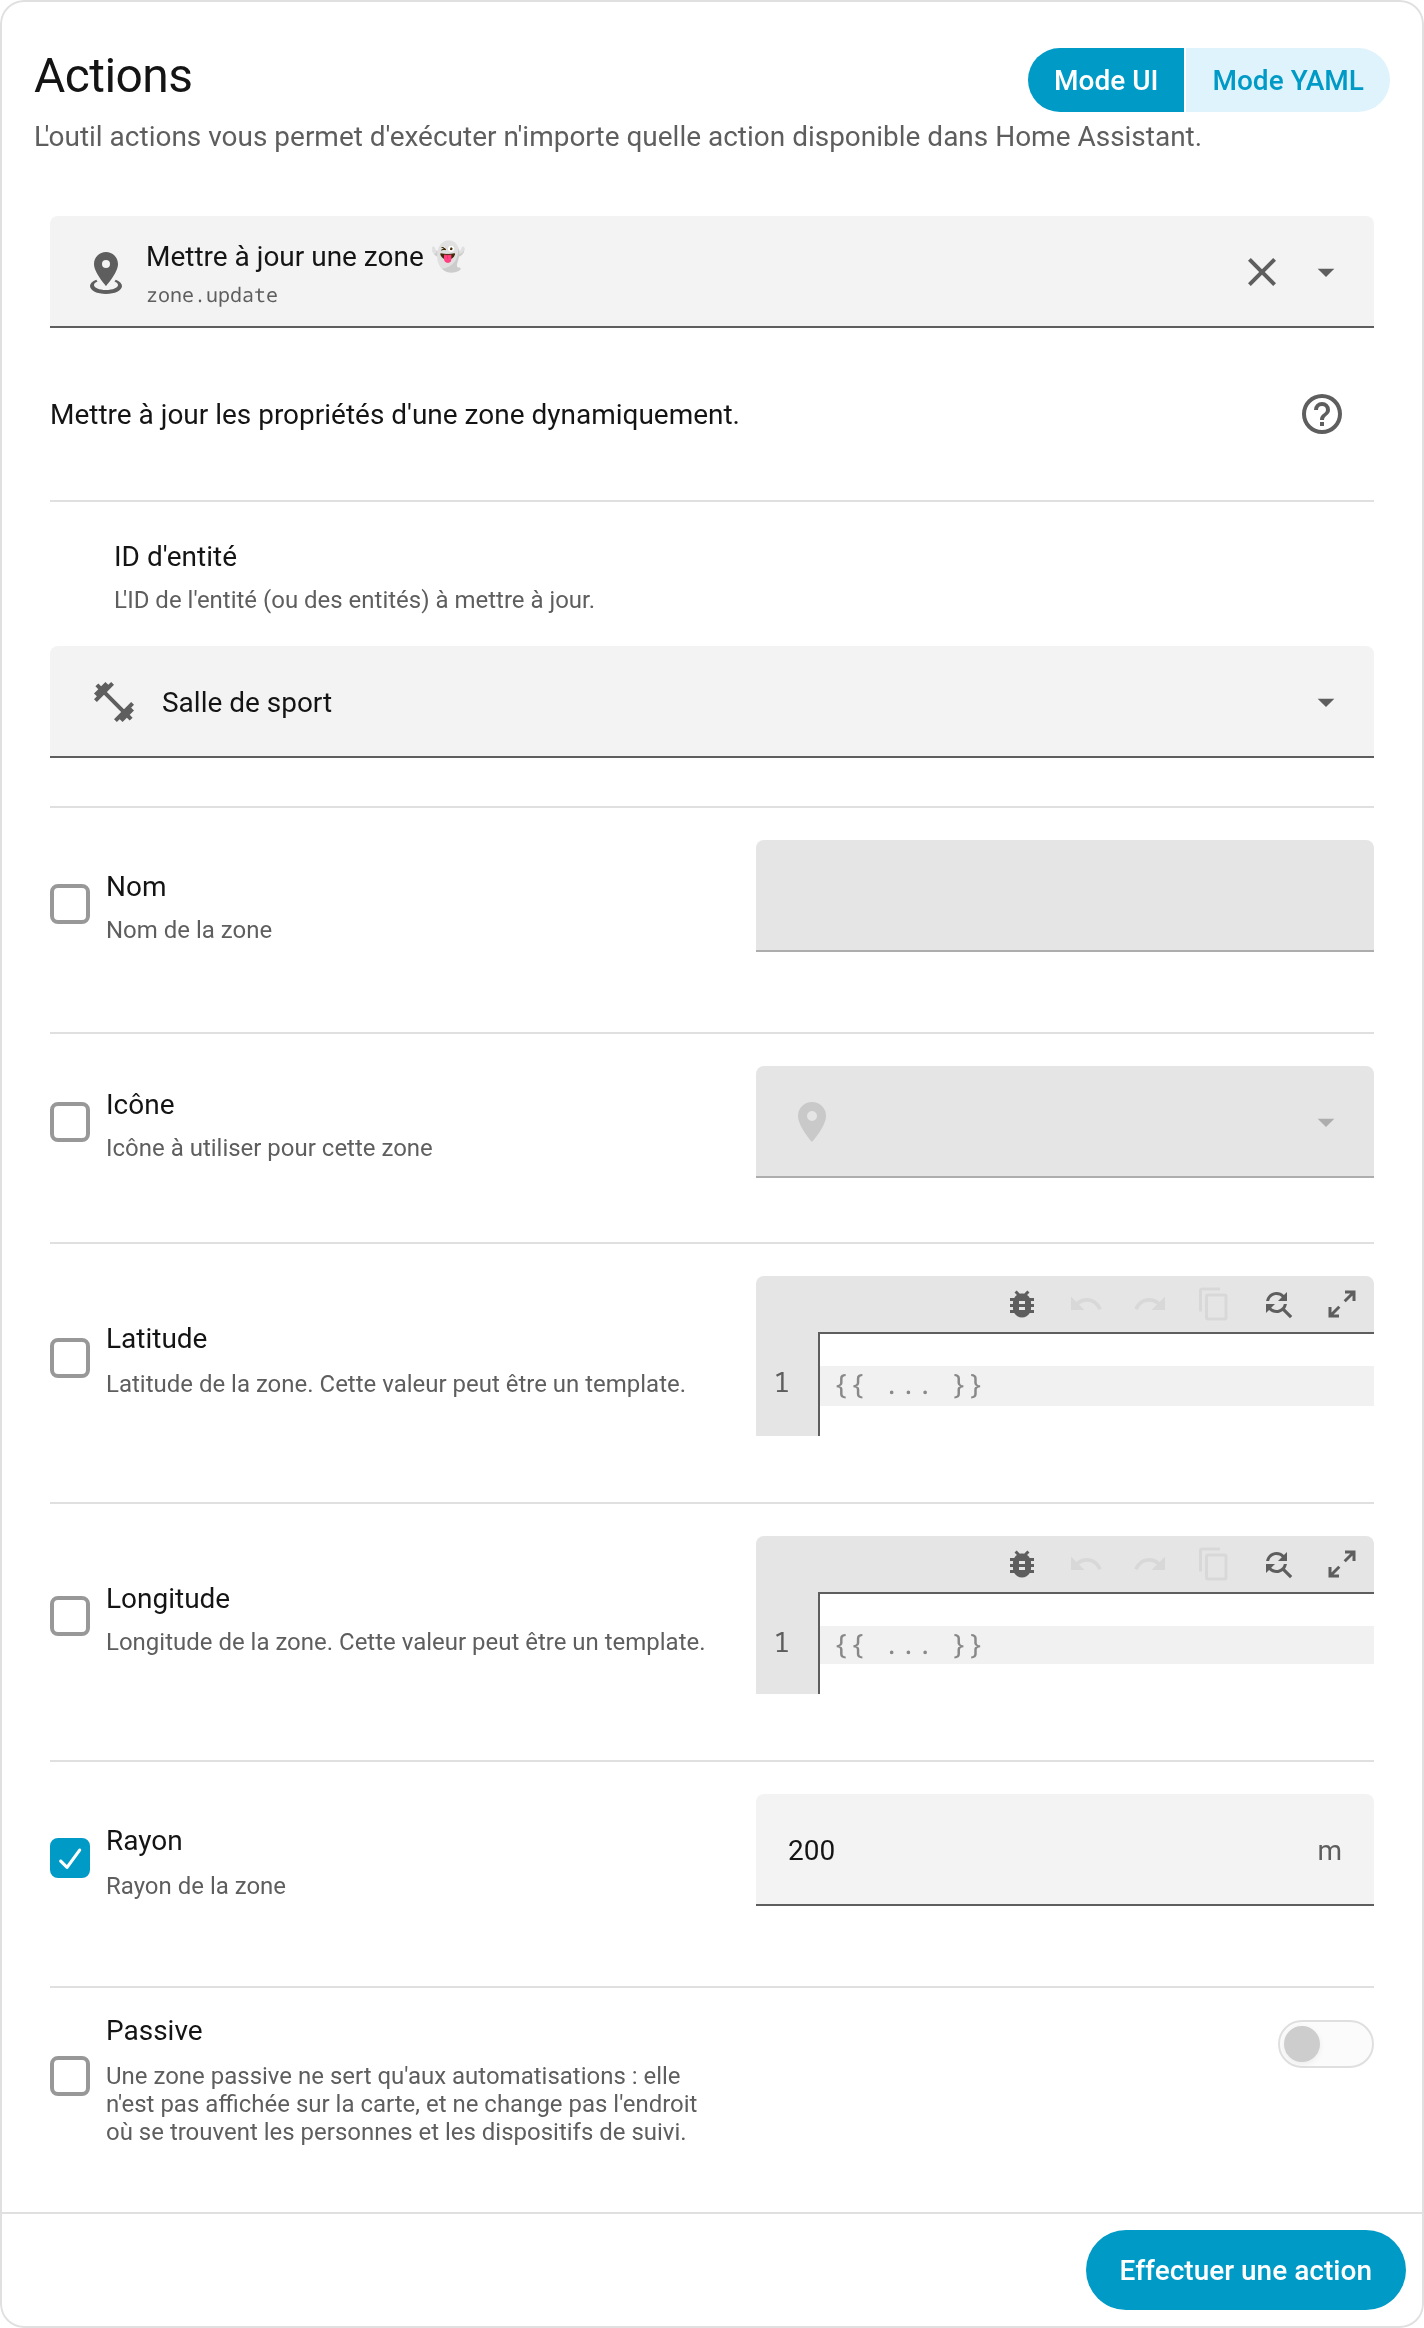 Actions
Mode UI
Mode YAML
L'outil actions vous permet d'exécuter n'importe quelle action disponible dans Home Assistant.
Mettre à jour une zone 👻
zone.update
Mettre à jour les propriétés d'une zone dynamiquement.
ID d'entité
L'ID de l'entité (ou des entités) à mettre à jour.
Salle de sport
Nom
Nom de la zone
Icône
Icône à utiliser pour cette zone
Latitude
Latitude de la zone. Cette valeur peut être un template.
1
{{ ... }}
Longitude
Longitude de la zone. Cette valeur peut être un template.
1
{{ ... }}
Rayon
Rayon de la zone
200
m
Passive
Une zone passive ne sert qu'aux automatisations : elle
n'est pas affichée sur la carte, et ne change pas l'endroit
où se trouvent les personnes et les dispositifs de suivi.
Effectuer une action